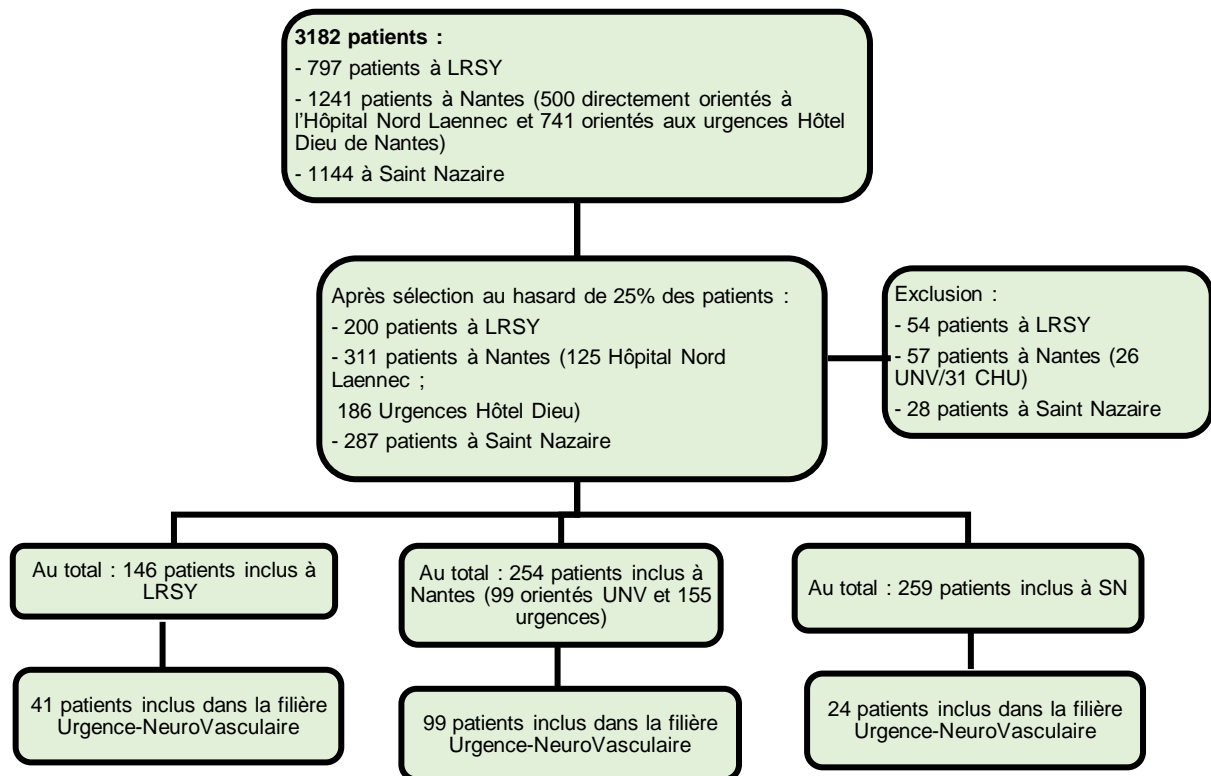 3182 patients :
- 797 patients à LRSY
- 1241 patients à Nantes (500 directement orientés à
l'Hôpital Nord Laennec et 741 orientés aux urgences Hôtel
Dieu de Nantes)
- 1144 à Saint Nazaire
Après sélection au hasard de 25% des patients :
- 200 patients à LRSY
- 311 patients à Nantes (125 Hôpital Nord
Laennec ;
186 Urgences Hôtel Dieu)
- 287 patients à Saint Nazaire
Exclusion :
- 54 patients à LRSY
- 57 patients à Nantes (26
UNV/31 CHU)
- 28 patients à Saint Nazaire
Au total : 146 patients inclus à
LRSY
Au total : 254 patients inclus à
Nantes (99 orientés UNV et 155
urgences)
Au total : 259 patients inclus à SN
41 patients inclus dans la filière
Urgence-NeuroVasculaire
99 patients inclus dans la filière
Urgence-NeuroVasculaire
24 patients inclus dans la filière
Urgence-NeuroVasculaire